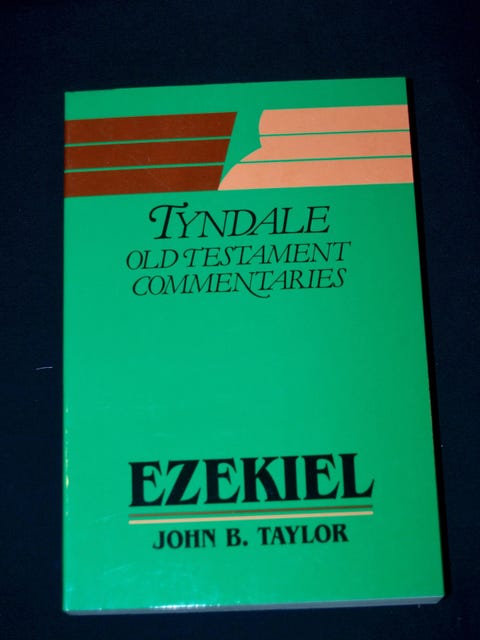 TYNDALE
OLD TESTAMENT
COMMENTARIES
EZEKIEL
JOHN B. TAYLOR